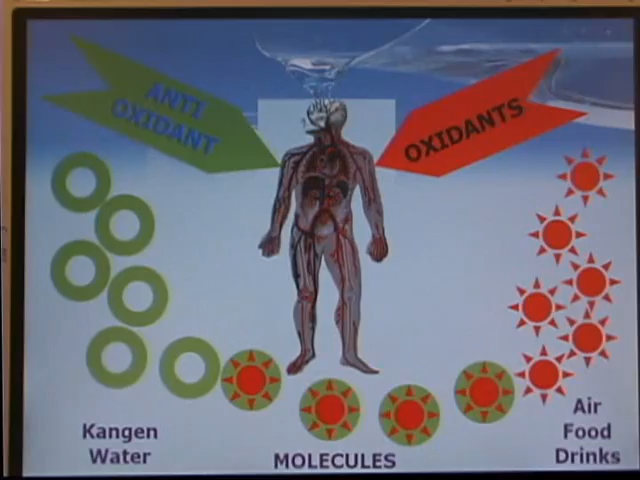 ANTI
OXIDANT
OXIDANTS
Kangen
Water
MOLECULES
Air
Food
Drinks